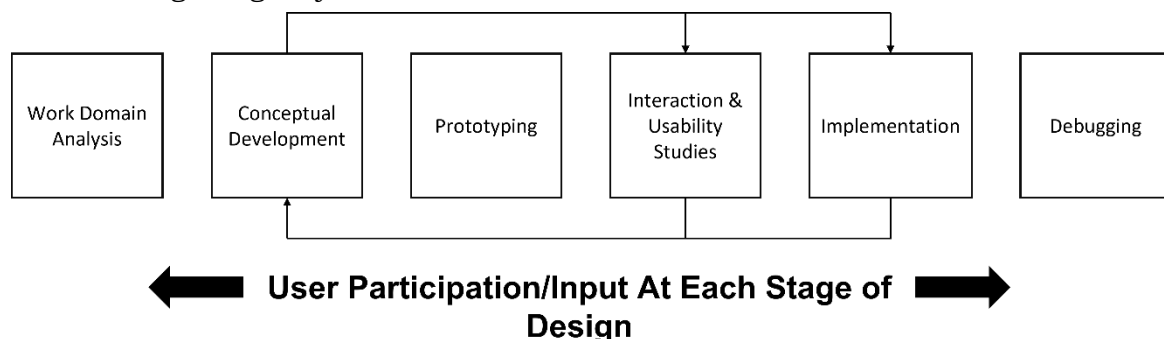 Work Domain
Analysis
Conceptual
Development
Prototyping
Interaction &
Usability
Studies
Implementation
Debugging
User Participation/Input At Each Stage of
Design